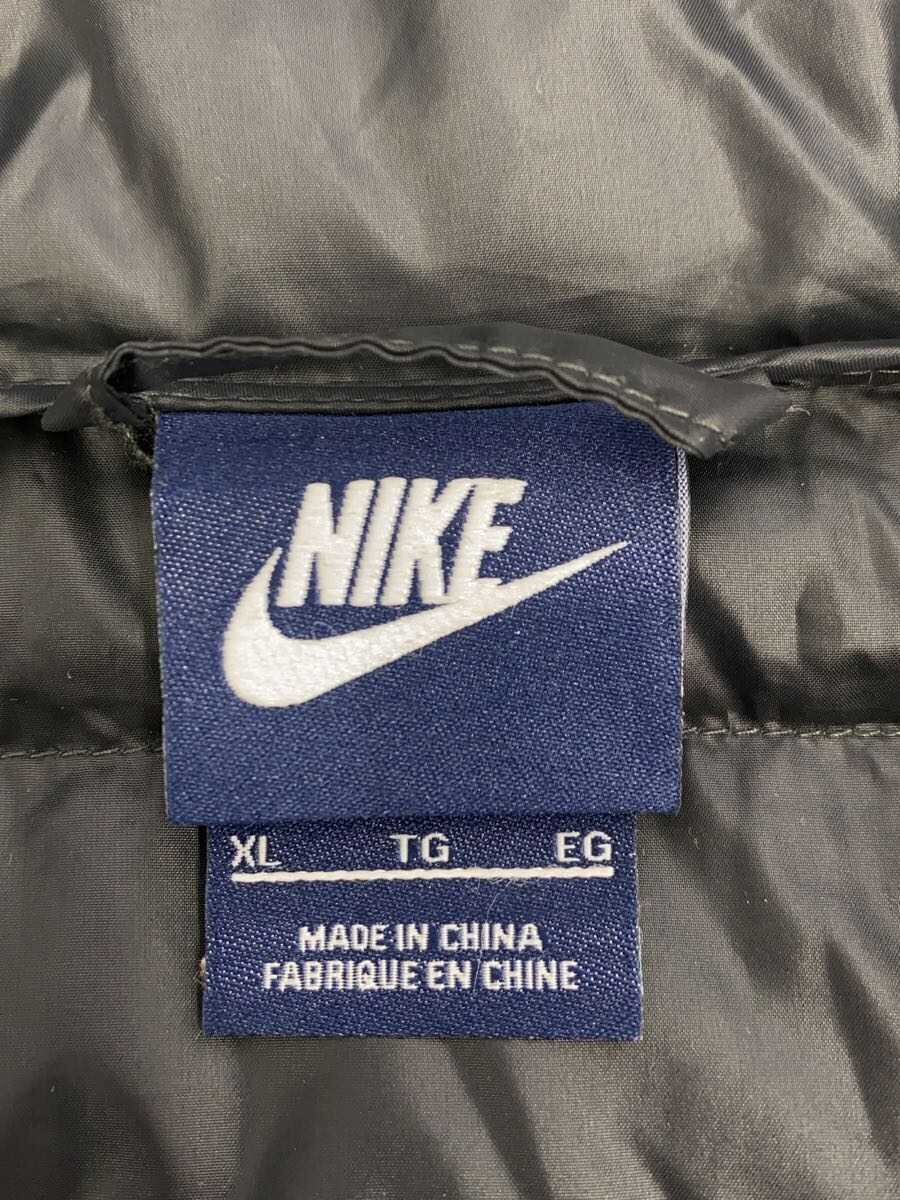 NIKE
XL TG EG
MADE IN CHINA
FABRIQUE EN CHINE